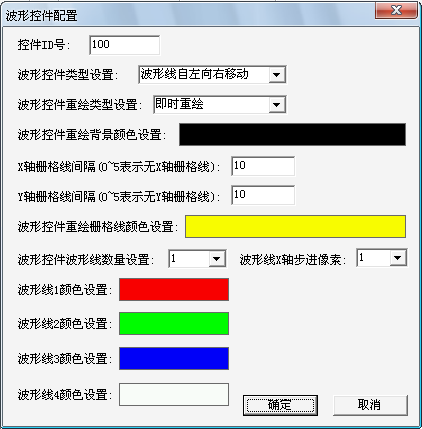 波形控件配置
控件ID号: 100
波形控件类型设置: 波形线自左向右移动
波形控件重绘类型设置: 即时重绘
波形控件重绘背景颜色设置:
X轴栅格线间隔(0~5表示无X轴栅格线): 10
Y轴栅格线间隔(0~5表示无Y轴栅格线): 10
波形控件重绘栅格线颜色设置:
波形控件波形线数量设置: 1 波形线X轴步进像素: 1
波形线1颜色设置:
波形线2颜色设置:
波形线3颜色设置:
波形线4颜色设置:
确定 取消